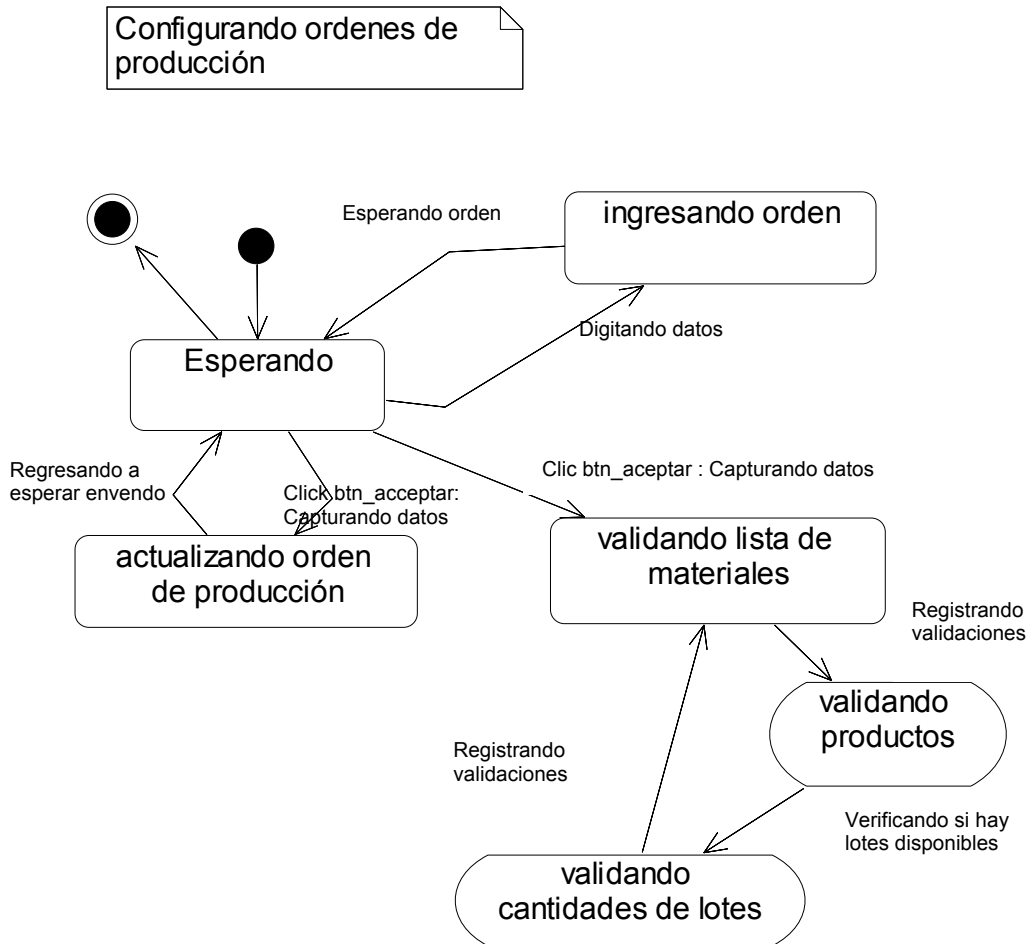 Configurando ordenes de
producción
Esperando orden
ingresando orden
Digitando datos
Esperando
Regresando a
esperar envendo
Click btn_acceptar:
Capturando datos
Clic btn_aceptar : Capturando datos
actualizando orden
de producción
validando lista de
materiales
Registrando
validaciones
validando
productos
Registrando
validaciones
Verificando si hay
lotes disponibles
validando
cantidades de lotes